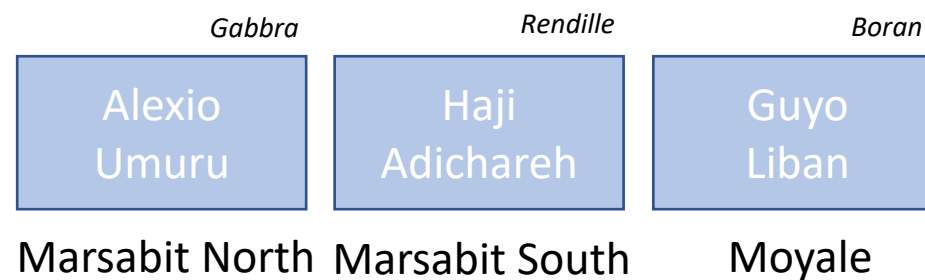 Gabbra
Rendille
Boran
Alexio
Umuru
Haji
Adichareh
Guyo
Liban
Marsabit North
Marsabit South
Moyale